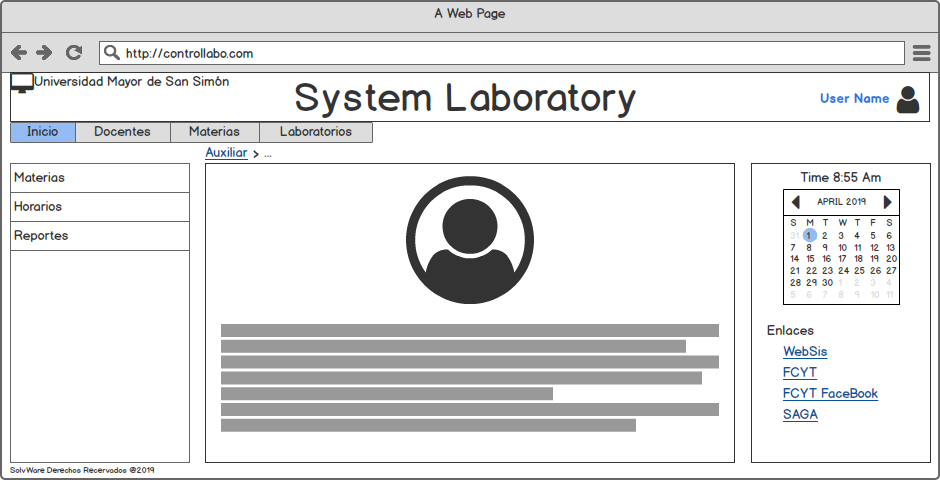 A Web Page
http://controllabo.com
Universidad Mayor de San Simón
System Laboratory
User Name
Inicio Docentes Materias Laboratorios
Auxiliar > ...
Materias
Horarios
Reportes
Time 8:55 Am
APRIL 2019
S M T W T F S
31 1 2 3 4 5 6
7 8 9 10 11 12 13
14 15 16 17 18 19 20
21 22 23 24 25 26 27
28 29 30 1 2 3 4
5 6 7 8 9 10 11
Enlaces
WebSis
FCYT
FCYT FaceBook
SAGA
SolvWare Derechos Recervados @2019